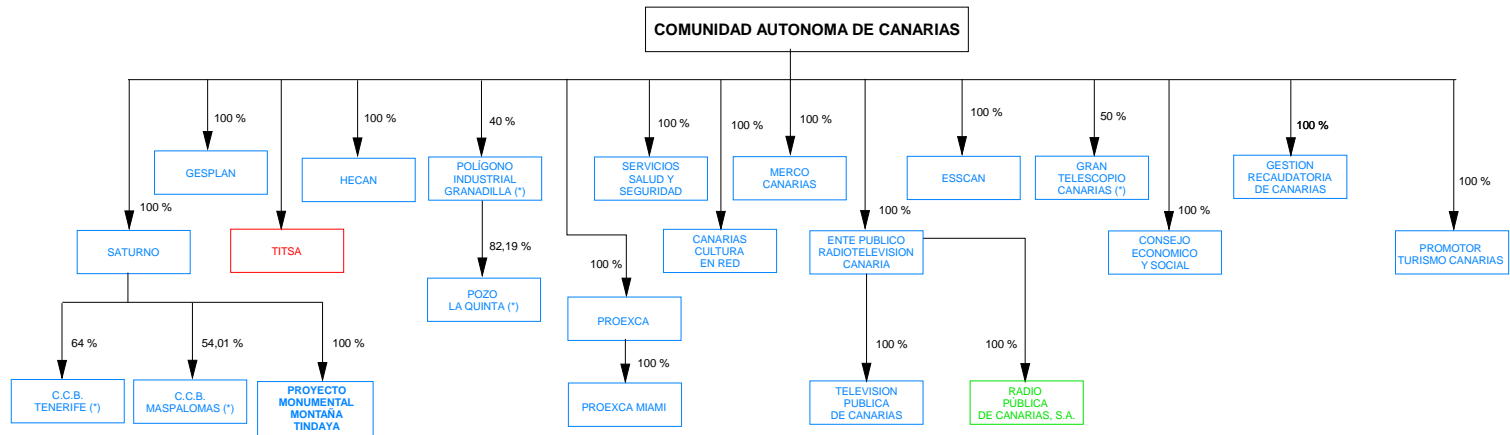 COMUNIDAD AUTONOMA DE CANARIAS
100 %
100 %
40 %
100 %
100 %
100 %
100 %
50 %
100 %
GESPLAN
HECAN
POLÍGONO
INDUSTRIAL
GRANADILLA (*)
SERVICIOS
SALUD Y
SEGURIDAD
MERCO
CANARIAS
ESSCAN
GRAN
TELESCOPIO
CANARIAS (*)
GESTION
RECAUDATORIA
DE CANARIAS
100 %
100 %
100 %
100 %
SATURNO
TITSA
82,19 %
CANARIAS
CULTURA
EN RED
ENTE PUBLICO
RADIOTELEVISION
CANARIA
CONSEJO
ECONOMICO
Y SOCIAL
PROMOTOR
TURISMO CANARIAS
100 %
POZO
LA QUINTA (*)
PROEXCA
64 %
54,01 %
100 %
100 %
100 %
100 %
C.C.B.
TENERIFE (*)
C.C.B.
MASPALOMAS (*)
PROYECTO
MONUMENTAL
MONTAÑA
TINDAYA
PROEXCA MIAMI
TELEVISION
PUBLICA
DE CANARIAS
RADIO
PÚBLICA
DE CANARIAS, S.A.